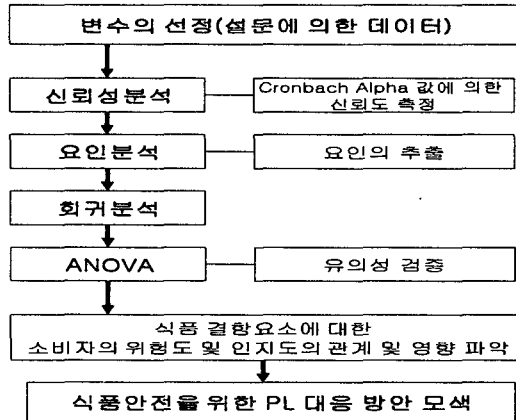 변수의 선정(설문에 의한 데이터)
신뢰성분석
Cronbach Alpha 값에 의한
신뢰도 측정
요인분석
요인의 추출
회귀분석
ANOVA
유의성 검증
식품 결함요소에 대한
소비자의 위험도 및 인지도의 관계 및 영향 파악
식품안전을 위한 PL 대응 방안 모색